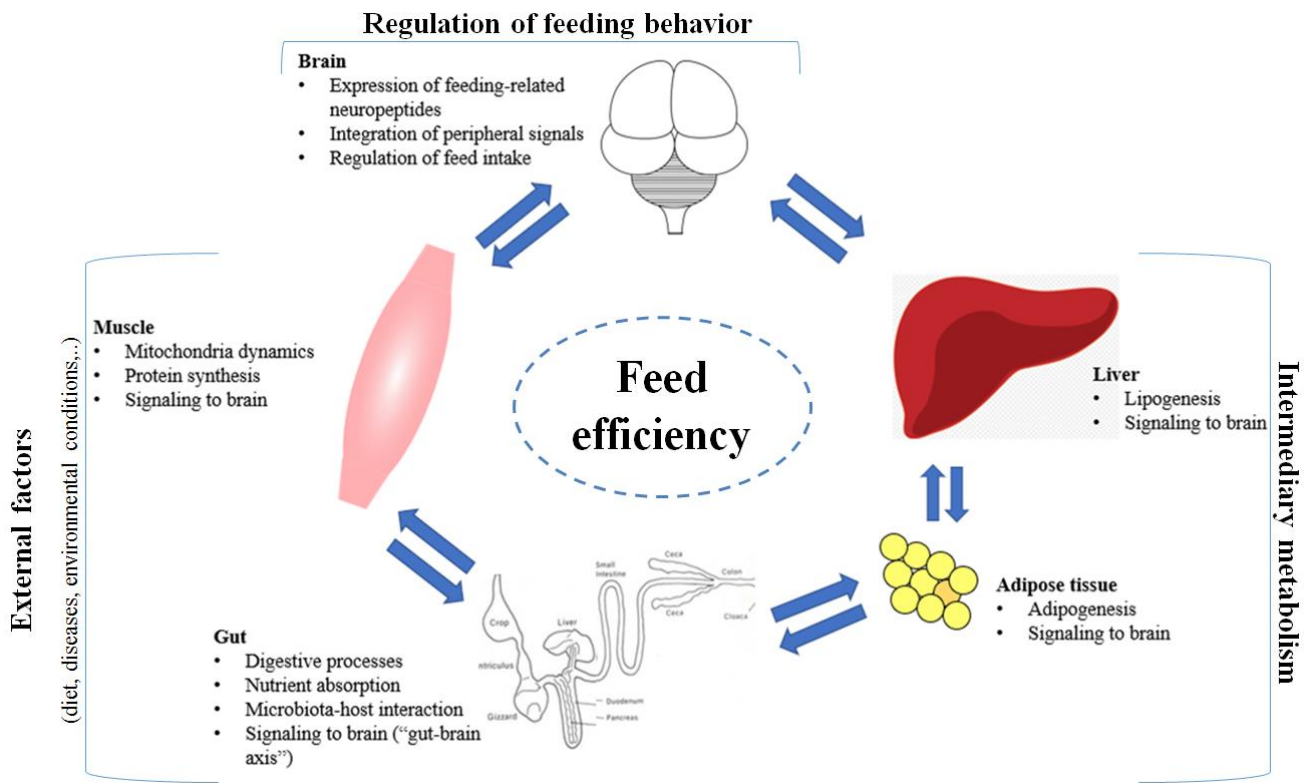 Regulation of feeding behavior
Brain
• Expression of feeding-related
neuropeptides
• Integration of peripheral signals
• Regulation of feed intake
Muscle
• Mitochondria dynamics
• Protein synthesis
• Signaling to brain
Feed
efficiency
Liver
• Lipogenesis
• Signaling to brain
External factors
(diet, diseases, environmental conditions,..)
Intermediary metabolism
Adipose tissue
• Adipogenesis
• Signaling to brain
Gut
• Digestive processes
• Nutrient absorption
• Microbiota-host interaction
• Signaling to brain (“gut-brain
axis”)
Crop
ntriculus
Gizzard
Liver
Small
Intestine
Ceca
Colon
Ceca
Cloaca
Duodenum
Pancreas